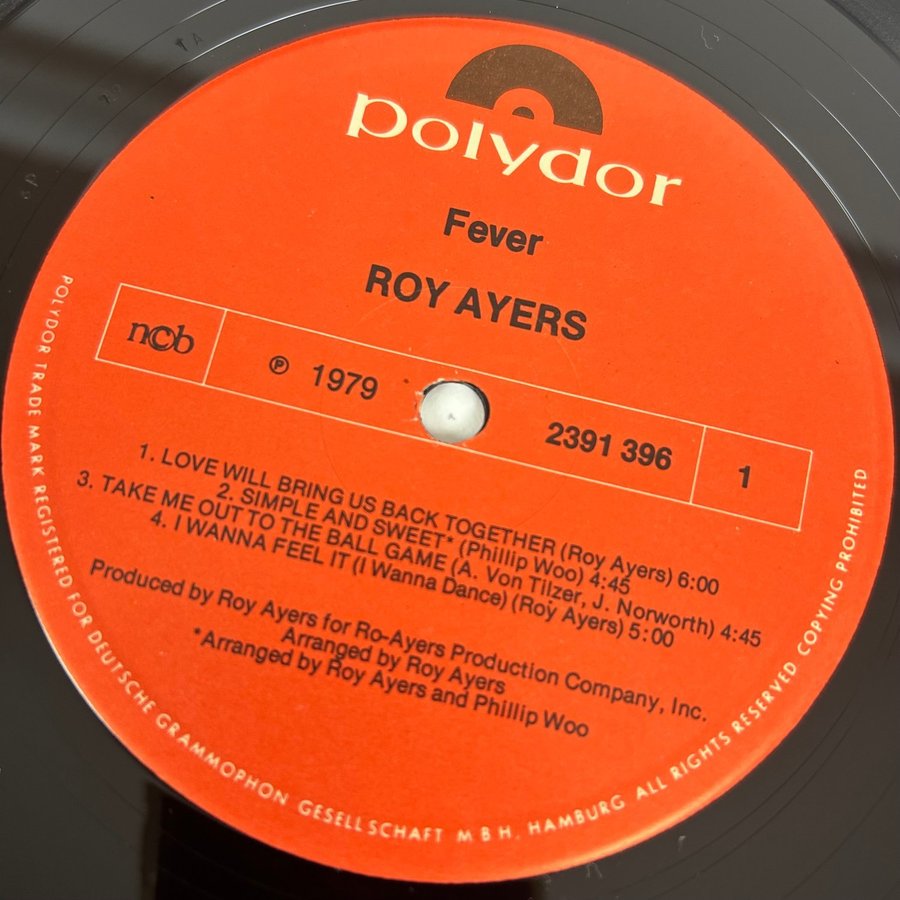 polydor
Fever
ROY AYERS
n©b
℗ 1979
2391 396
1
1. LOVE WILL BRING US BACK TOGETHER (Roy Ayers) 6:00
2. SIMPLE AND SWEET* (Phillip Woo) 4:45
3. TAKE ME OUT TO THE BALL GAME (A. Von Tilzer, J. Norworth) 4:45
4. I WANNA FEEL IT (I Wanna Dance) (Roy Ayers) 5:00
Produced by Roy Ayers for Ro-Ayers Production Company, Inc.
Arranged by Roy Ayers
*Arranged by Roy Ayers and Phillip Woo
POLYDOR TRADE MARK REGISTERED FOR DEUTSCHE GRAMMOPHON GESELLSCHAFT M B H. HAMBURG ALL RIGHTS RESERVED COPYING PROHIBITED